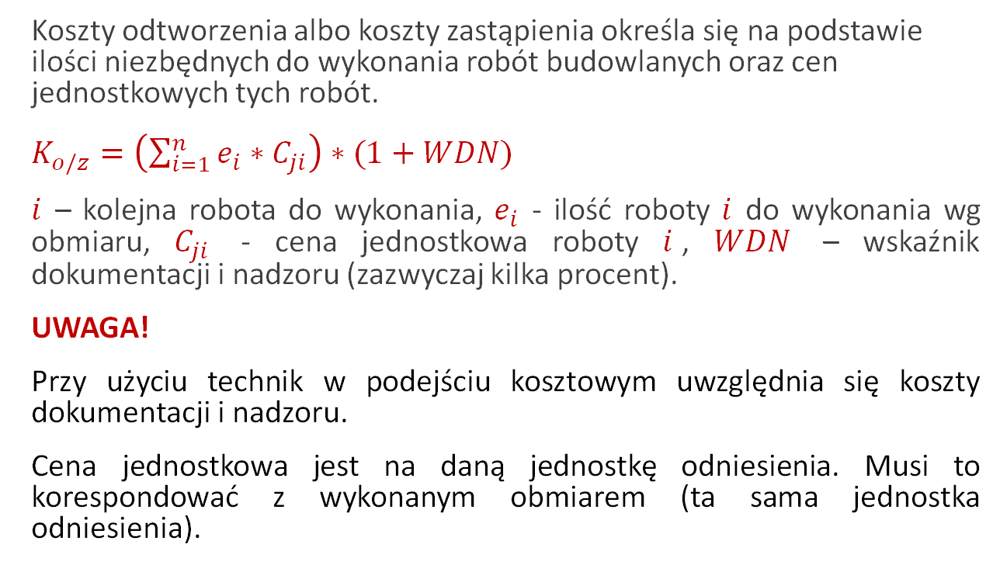 Koszty odtworzenia albo koszty zastąpienia określa się na podstawie
ilości niezbędnych do wykonania robót budowlanych oraz cen
jednostkowych tych robót.
K_{o/z} = (∑_{i=1}^{n} e_i * C_{ji}) * (1 + WDN)
i – kolejna robota do wykonania, e_i - ilość roboty i do wykonania wg
obmiaru, C_{ji} - cena jednostkowa roboty i , WDN – wskaźnik
dokumentacji i nadzoru (zazwyczaj kilka procent).
UWAGA!
Przy użyciu technik w podejściu kosztowym uwzględnia się koszty
dokumentacji i nadzoru.
Cena jednostkowa jest na daną jednostkę odniesienia. Musi to
korespondować z wykonanym obmiarem (ta sama jednostka
odniesienia).